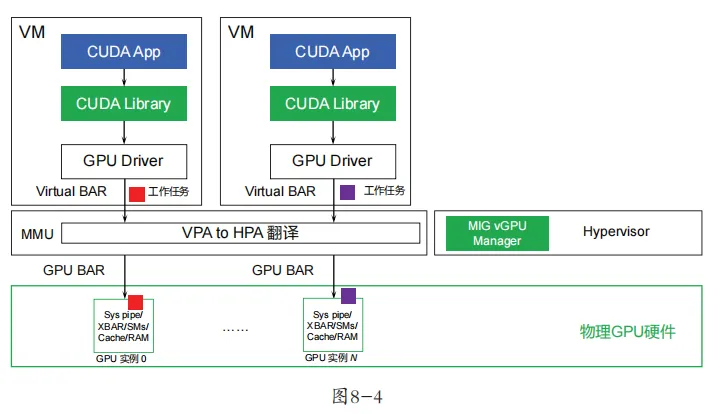 VM
CUDA App
CUDA Library
GPU Driver
Virtual BAR
工作任务
VM
CUDA App
CUDA Library
GPU Driver
Virtual BAR
工作任务
MMU
VPA to HPA 翻译
MIG vGPU
Manager
Hypervisor
GPU BAR
GPU BAR
Sys pipe/
XBAR/SMs/
Cache/RAM
GPU 实例 0
……
Sys pipe/
XBAR/SMs/
Cache/RAM
GPU 实例 N
物理GPU硬件
图8-4